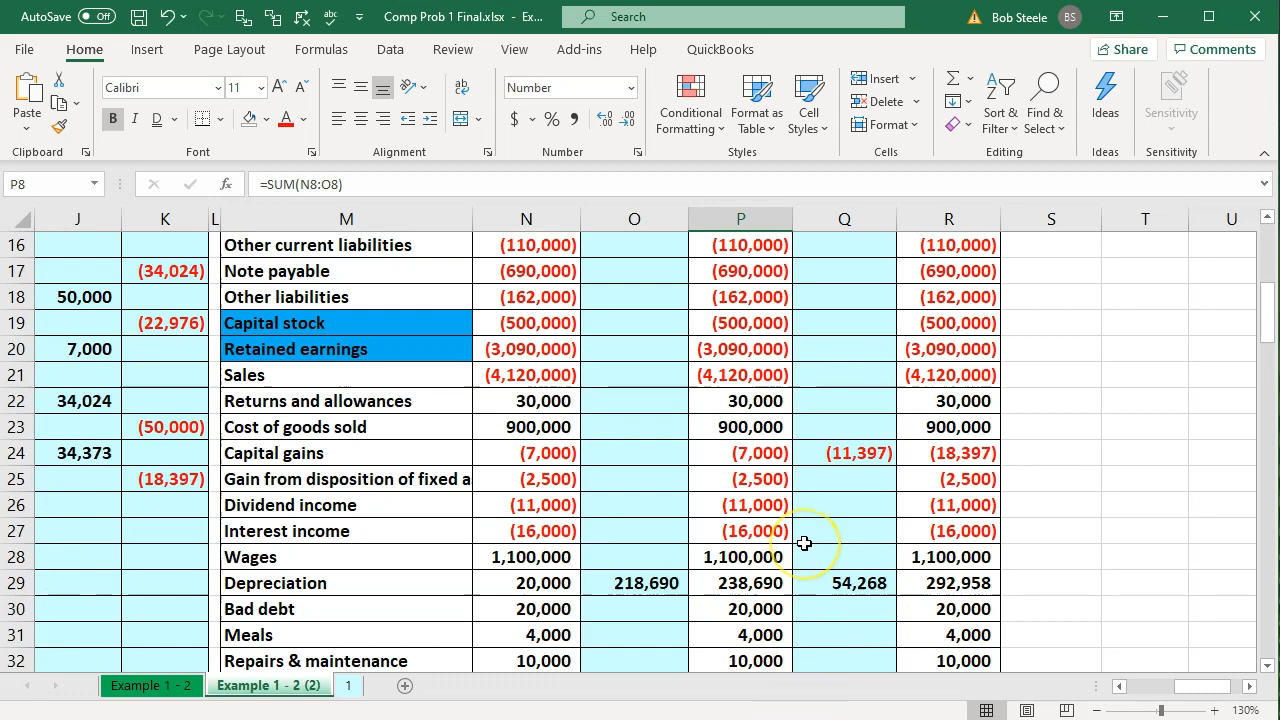 AutoSave Off Comp Prob 1 Final.xlsx - Ex... Search Bob Steele BS
File Home Insert Page Layout Formulas Data Review View Add-ins Help QuickBooks Share Comments
Paste Calibri 11 A A ab Number Conditional Formatting Format as Table Cell Styles Insert Delete Format Sort & Filter Find & Select Ideas Sensitivity
B I D A $ % 9
Clipboard Font Alignment Number Styles Cells Editing Ideas Sensitivity
P8 fx =SUM(N8:O8)
J K L M N O P Q R S T U
16 Other current liabilities (110,000) (110,000) (110,000)
17 (34,024) Note payable (690,000) (690,000) (690,000)
18 50,000 Other liabilities (162,000) (162,000) (162,000)
19 (22,976) Capital stock (500,000) (500,000) (500,000)
20 7,000 Retained earnings (3,090,000) (3,090,000) (3,090,000)
21 Sales (4,120,000) (4,120,000) (4,120,000)
22 34,024 Returns and allowances 30,000 30,000 30,000
23 (50,000) Cost of goods sold 900,000 900,000 900,000
24 34,373 Capital gains (7,000) (7,000) (11,397) (18,397)
25 (18,397) Gain from disposition of fixed a (2,500) (2,500) (2,500)
26 Dividend income (11,000) (11,000) (11,000)
27 Interest income (16,000) (16,000) (16,000)
28 Wages 1,100,000 1,100,000 1,100,000
29 Depreciation 20,000 218,690 238,690 54,268 292,958
30 Bad debt 20,000 20,000 20,000
31 Meals 4,000 4,000 4,000
32 Repairs & maintenance 10,000 10,000 10,000
Example 1 - 2 Example 1 - 2 (2) 1
130%